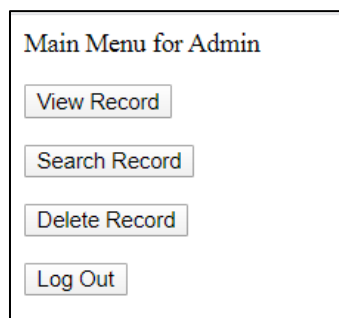 Main Menu for Admin
View Record
Search Record
Delete Record
Log Out